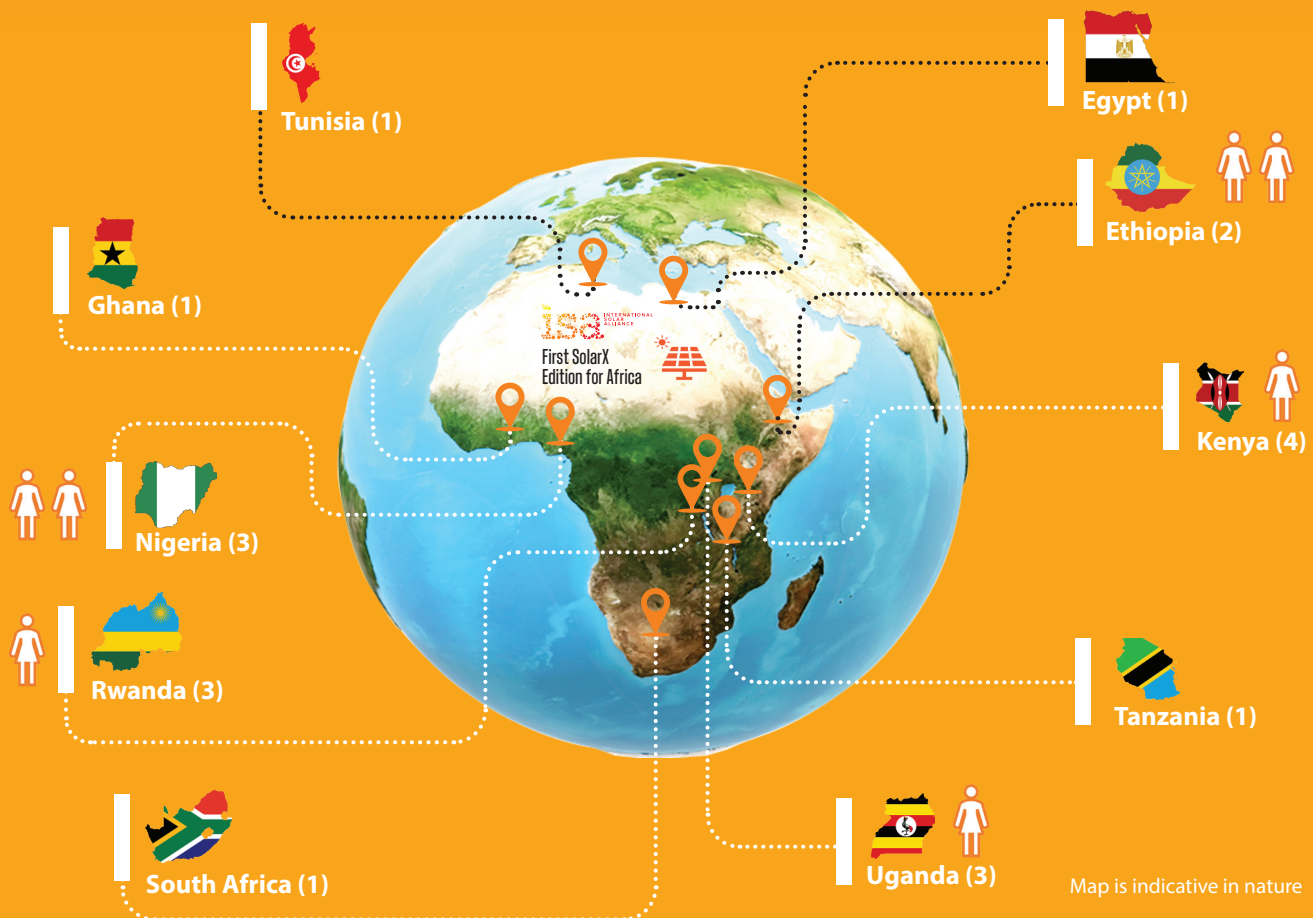 Tunisia (1)
Egypt (1)
Ethiopia (2)
Ghana (1)
isa INTERNATIONAL
SOLAR
ALLIANCE
First SolarX
Edition for Africa
Kenya (4)
Nigeria (3)
Rwanda (3)
Tanzania (1)
South Africa (1)
Uganda (3)
Map is indicative in nature